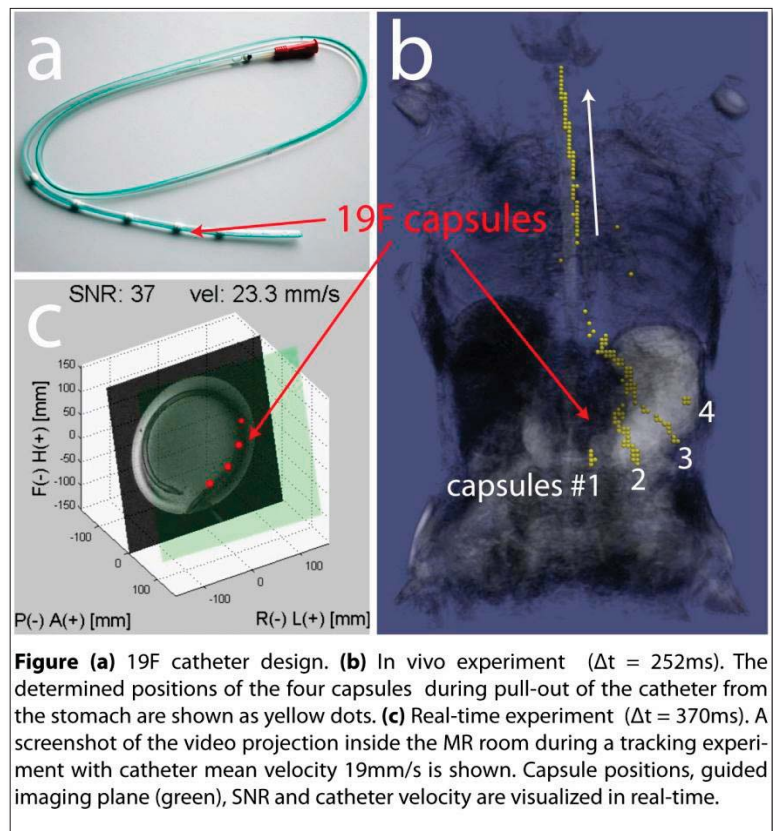 a
19F capsules
b
capsules #1
2
3
4
c
SNR: 37 vel: 23.3 mm/s
F(-) H(+) [mm]
150
100
50
0
-50
-100
-150
-100
0
100
P(-) A(+) [mm]
-100
0
100
R(-) L(+) [mm]
Figure (a) 19F catheter design. (b) In vivo experiment (Δt = 252ms). The
determined positions of the four capsules during pull-out of the catheter from
the stomach are shown as yellow dots. (c) Real-time experiment (Δt = 370ms). A
screenshot of the video projection inside the MR room during a tracking experi-
ment with catheter mean velocity 19mm/s is shown. Capsule positions, guided
imaging plane (green), SNR and catheter velocity are visualized in real-time.